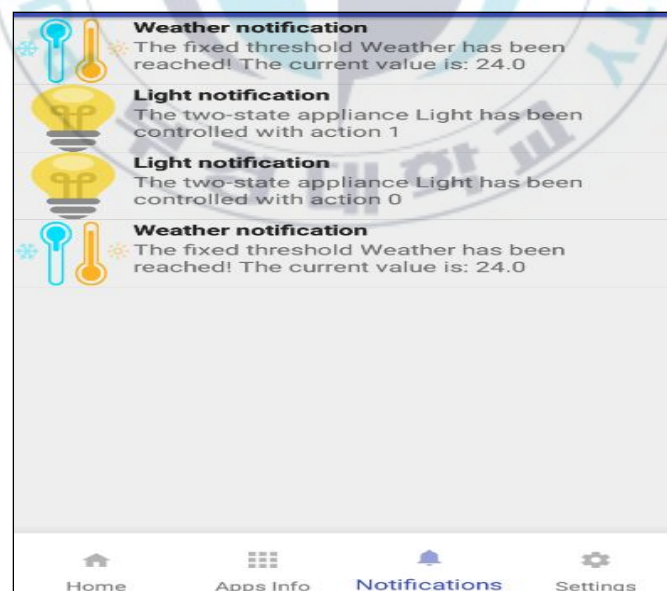 Weather notification
The fixed threshold Weather has been
reached! The current value is: 24.0
Light notification
The two-state appliance Light has been
controlled with action 1
Light notification
The two-state appliance Light has been
controlled with action 0
Weather notification
The fixed threshold Weather has been
reached! The current value is: 24.0
Home
Apps Info
Notifications
Settings